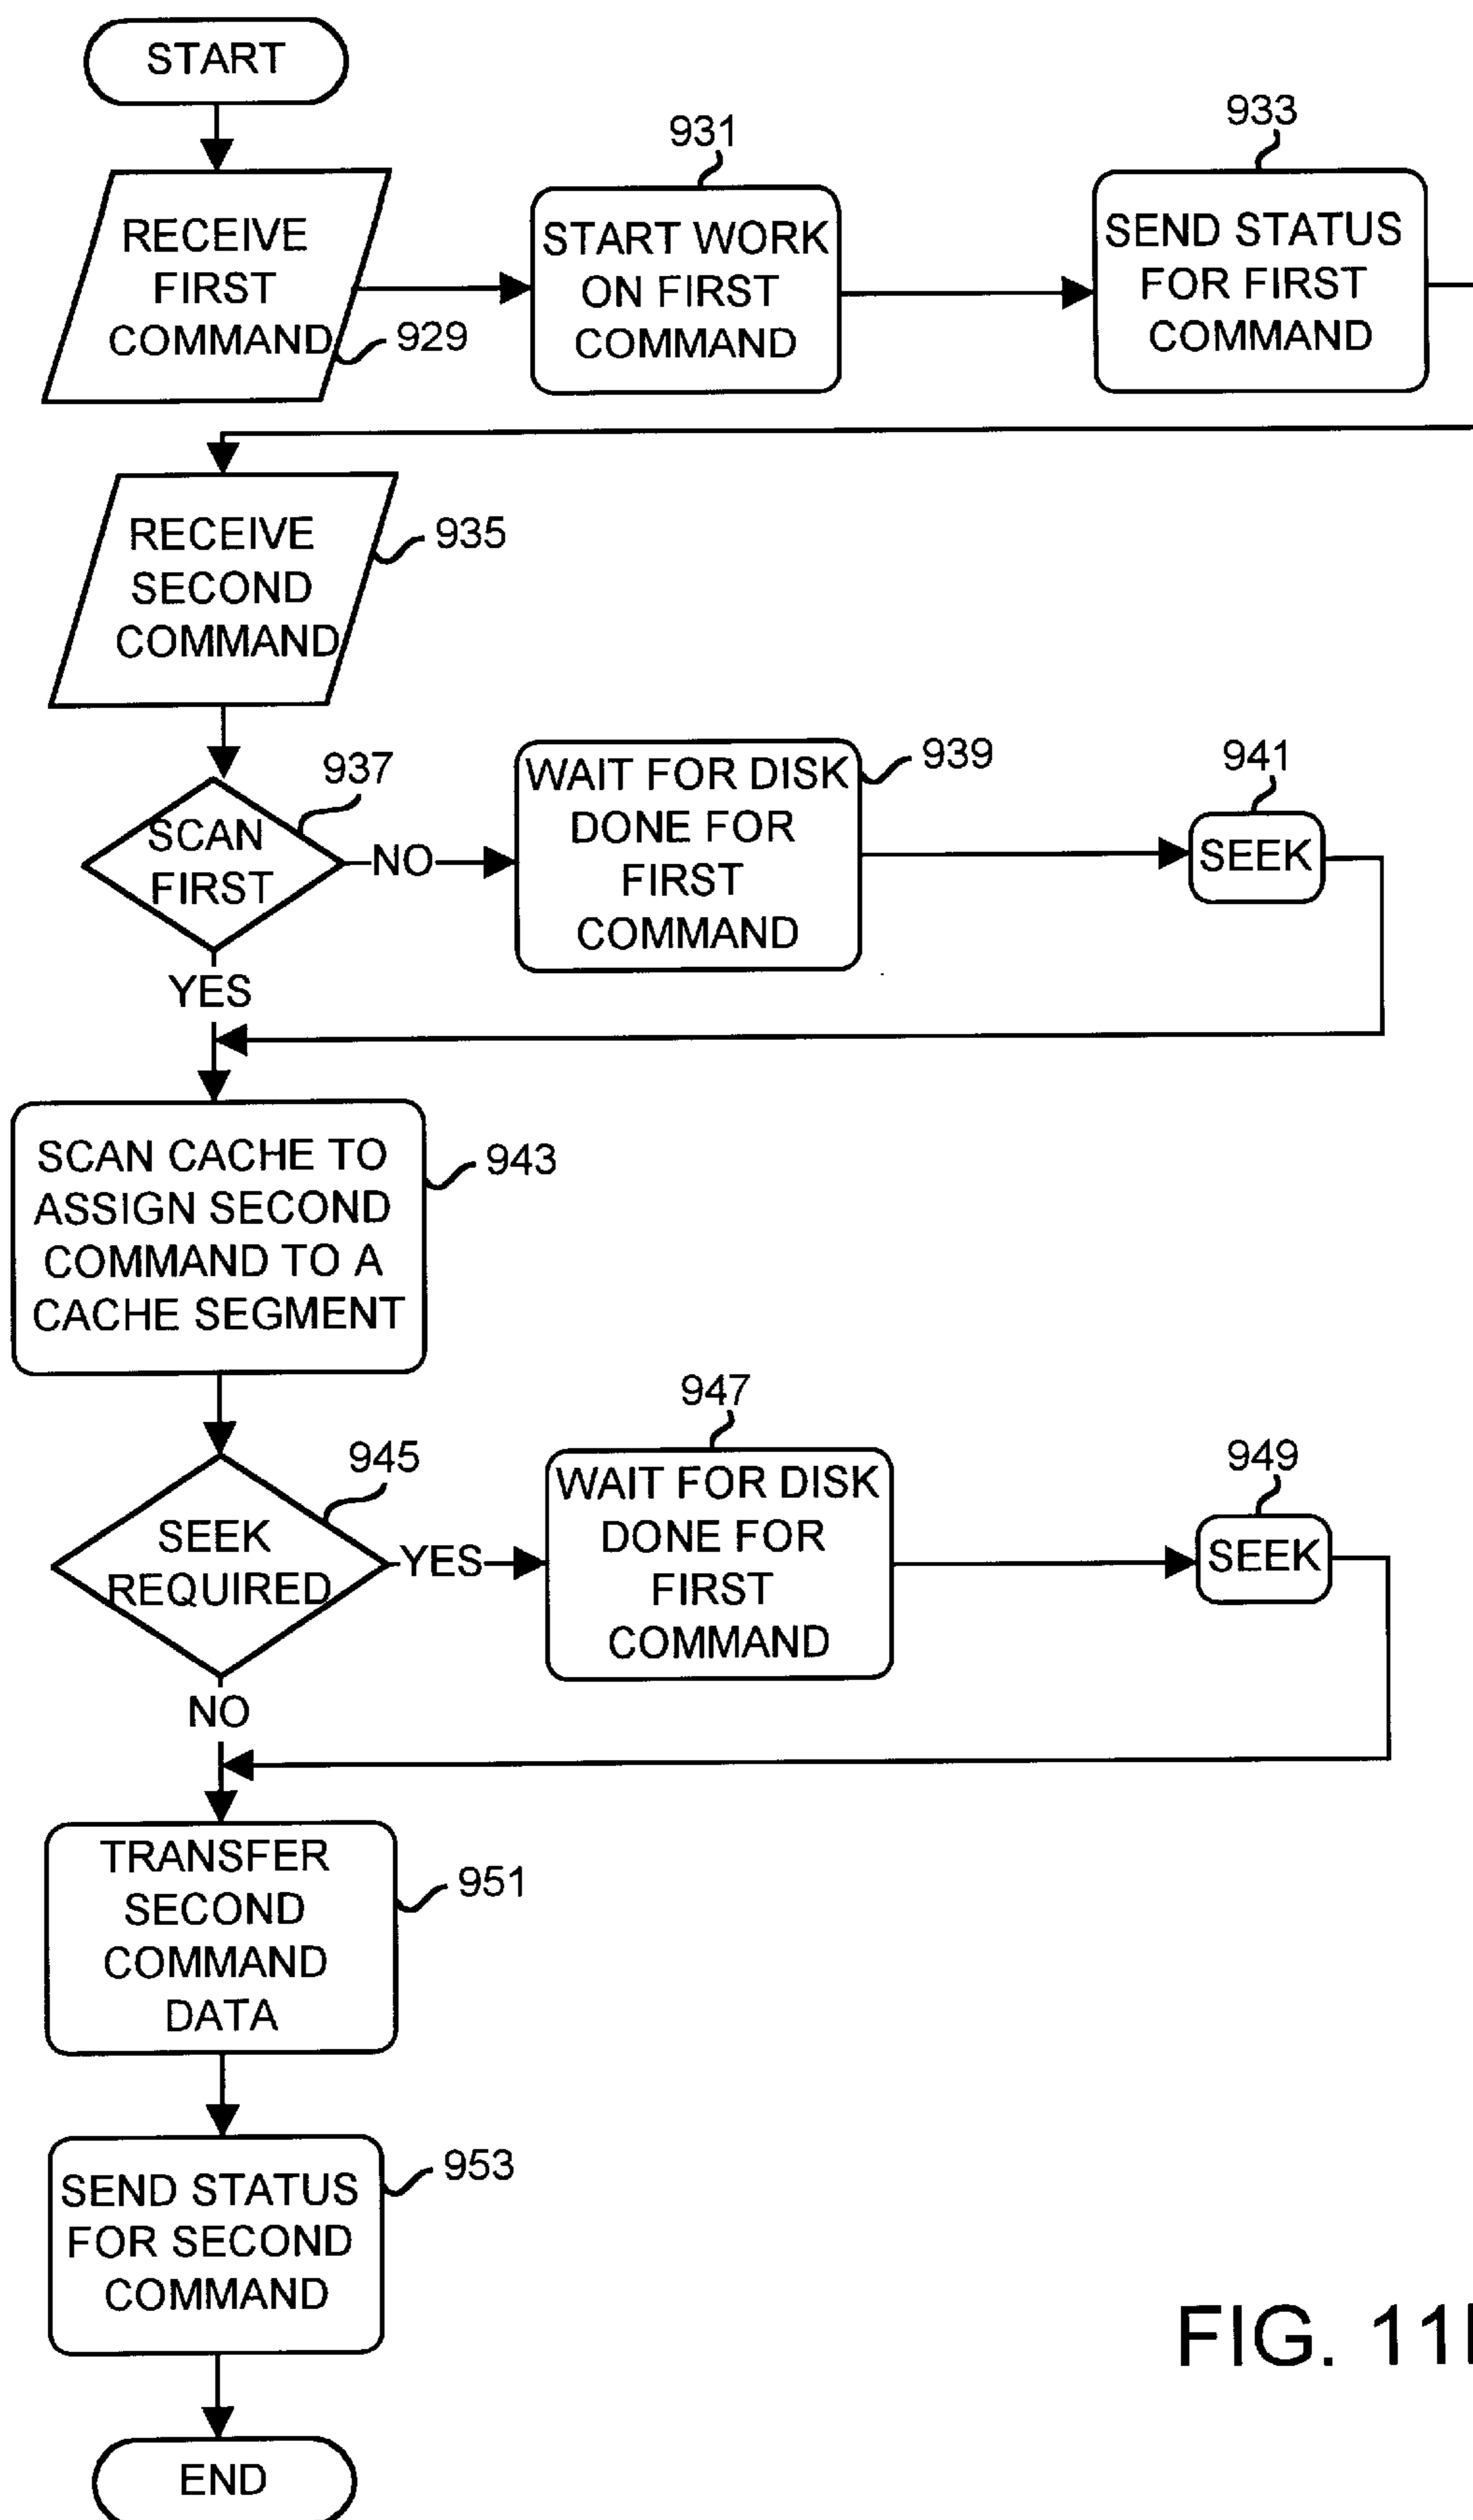 START
931
933
RECEIVE
FIRST
COMMAND
929
START WORK
ON FIRST
COMMAND
SEND STATUS
FOR FIRST
COMMAND
RECEIVE
SECOND
COMMAND
935
937
SCAN
FIRST
NO
YES
WAIT FOR DISK
DONE FOR
FIRST
COMMAND
939
941
SEEK
SCAN CACHE TO
ASSIGN SECOND
COMMAND TO A
CACHE SEGMENT
943
945
SEEK
REQUIRED
YES
NO
947
WAIT FOR DISK
DONE FOR
FIRST
COMMAND
949
SEEK
TRANSFER
SECOND
COMMAND
DATA
951
SEND STATUS
FOR SECOND
COMMAND
953
FIG.
END